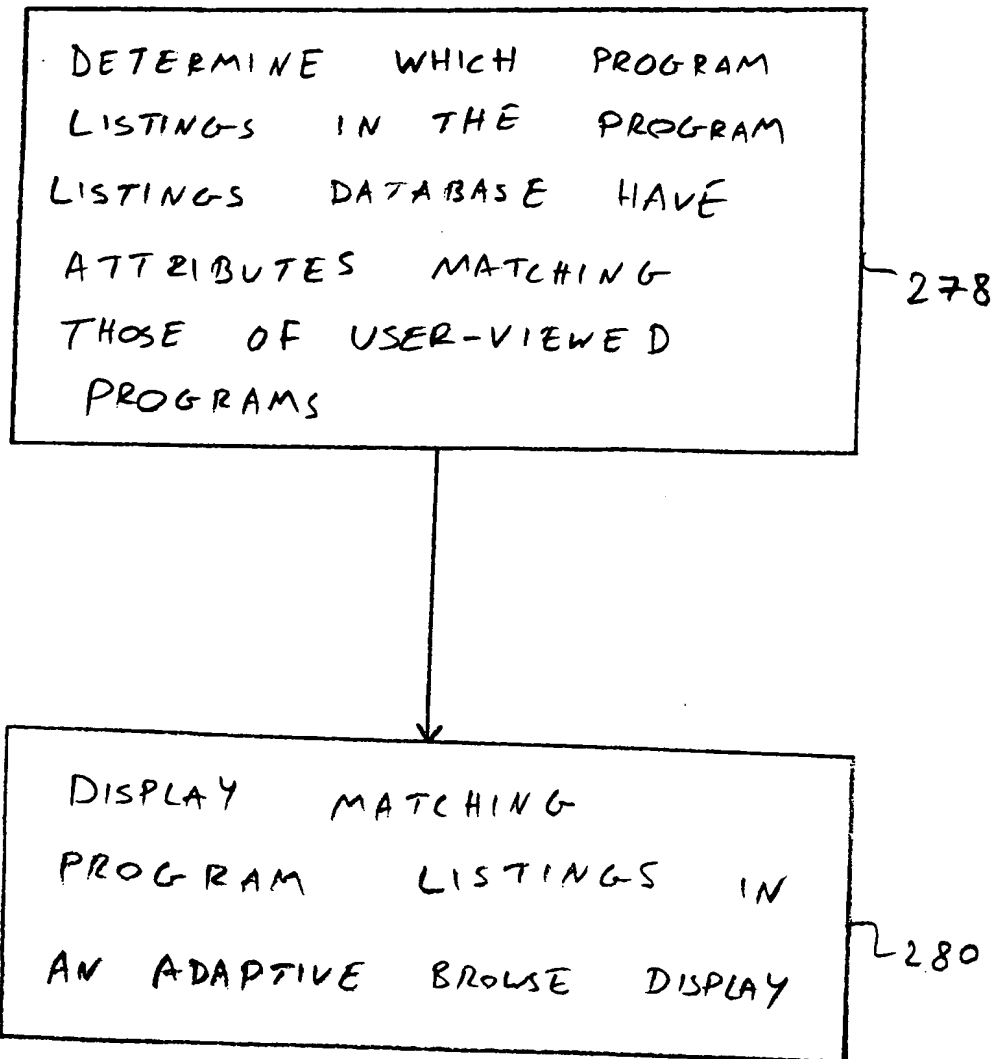 DETERMINE WHICH PROGRAM
LISTINGS IN THE PROGRAM
LISTINGS DATABASE HAVE
ATTRIBUTES MATCHING
THOSE OF USER-VIEWED
PROGRAMS
278
DISPLAY MATCHING
PROGRAM LISTINGS IN
AN ADAPTIVE BROWSE DISPLAY
280